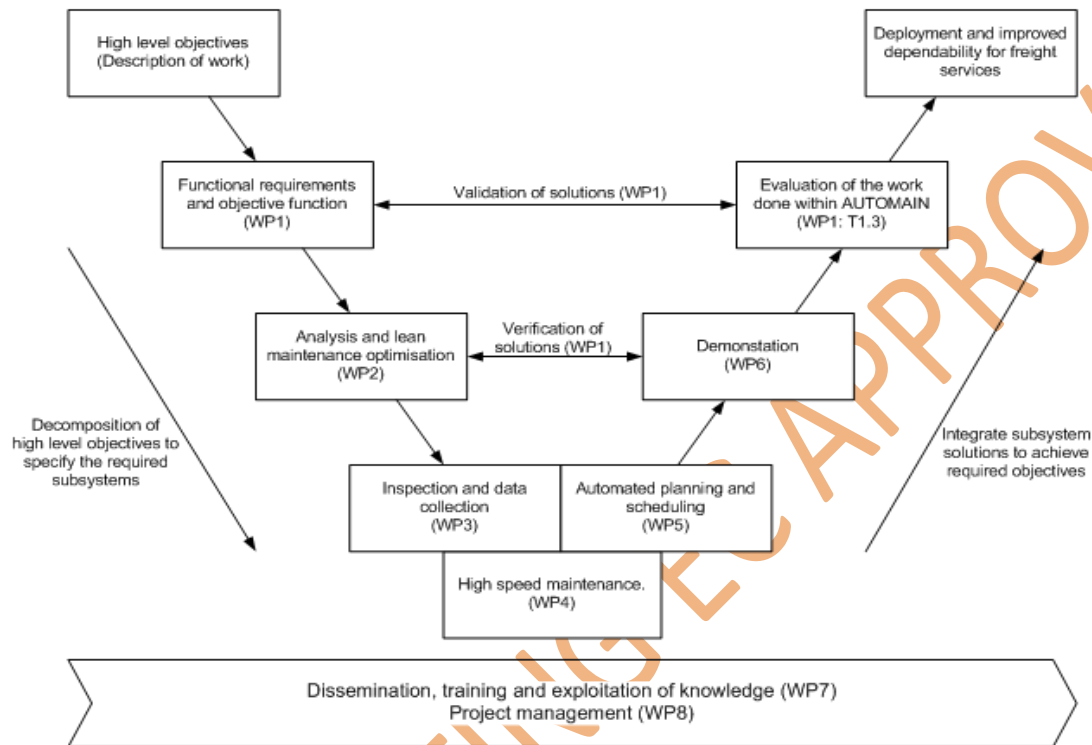 High level objectives
(Description of work)
Deployment and improved
dependability for freight
services
Functional requirements
and objective function
(WP1)
Validation of solutions (WP1)
Evaluation of the work
done within AUTOMAIN
(WP1: T1.3)
Analysis and lean
maintenance optimisation
(WP2)
Verification of
solutions (WP1)
Demonstation
(WP6)
Decomposition of
high level objectives to
specify the required
subsystems
Integrate subsystem
solutions to achieve
required objectives
Inspection and data
collection
(WP3)
Automated planning and
scheduling
(WP5)
High speed maintenance.
(WP4)
Dissemination, training and exploitation of knowledge (WP7)
Project management (WP8)
EC